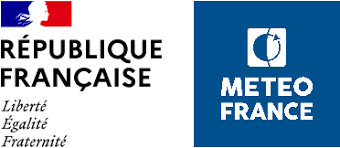 RÉPUBLIQUE
FRANÇAISE
Liberté
Égalité
Fraternité
METEO
FRANCE